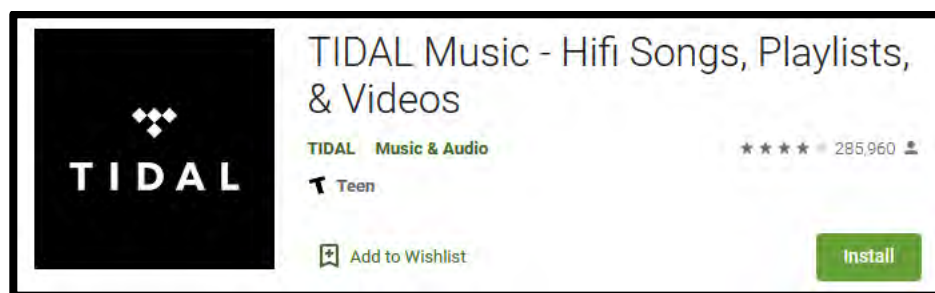 TIDAL
TIDAL Music - Hifi Songs, Playlists,
& Videos
TIDAL Music & Audio
285,960
T Teen
Add to Wishlist
Install